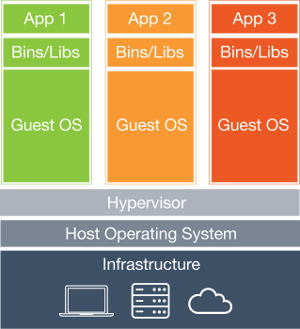 App 1
App 2
App 3
Bins/Libs
Bins/Libs
Bins/Libs
Guest OS
Guest OS
Guest OS
Hypervisor
Host Operating System
Infrastructure